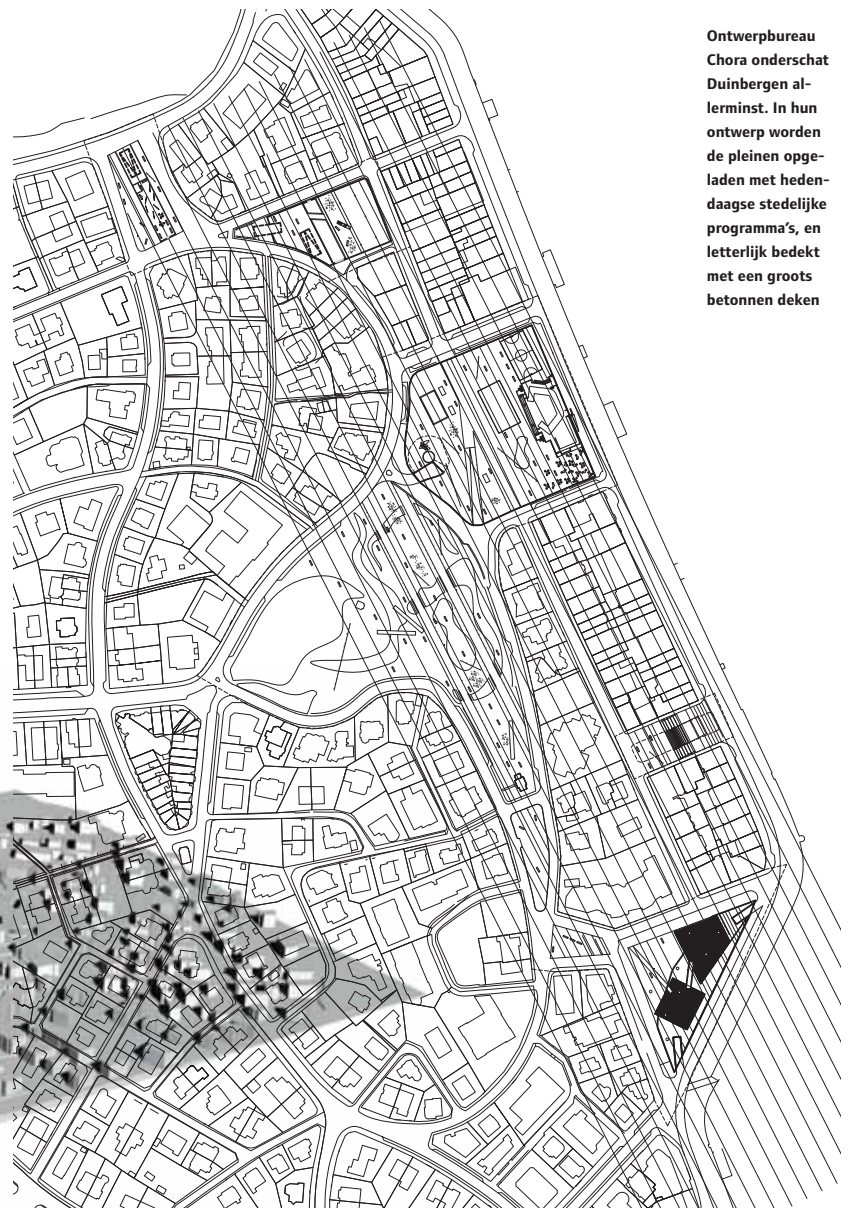 Ontwerpbureau
Chora onderschat
Duinbergen al-
lerminst. In hun
ontwerp worden
de pleinen opge-
laden met heden-
daagse stedelijke
programma’s, en
letterlijk bedekt
met een groots
betonnen deken